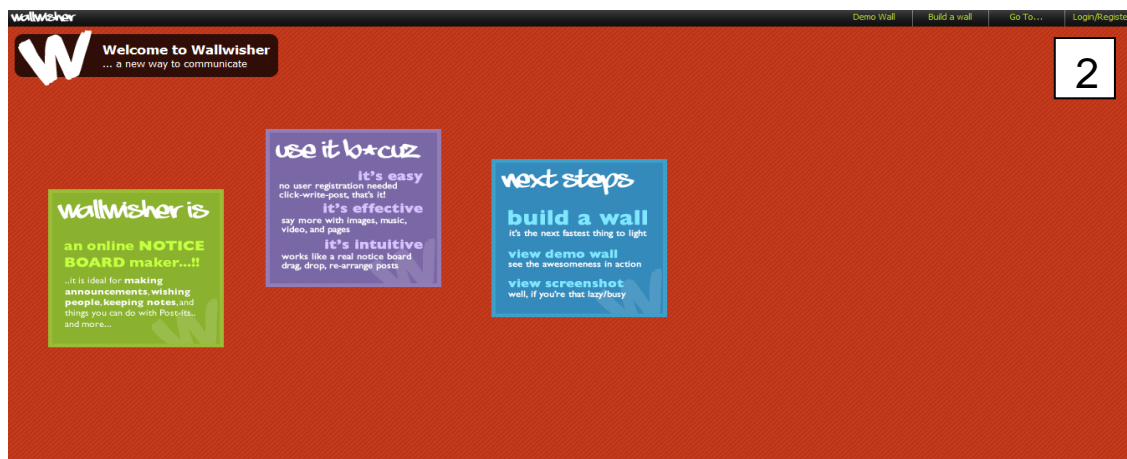 wallwisher
Demo Wall
Build a wall
Go To...
Login/Registe
W
Welcome to Wallwisher
... a new way to communicate
2
wallwisher is
an online NOTICE
BOARD maker...!!
..it is ideal for making
announcements, wishing
people, keeping notes, and
things you can do with Post-its..
and more...
W
use it b*cuz
it's easy
no user registration needed
click-write-post, that's it!
it's effective
say more with images, music,
video, and pages
it's intuitive
works like a real notice board
drag, drop, re-arrange posts
W
next steps
build a wall
it's the next fastest thing to light
view demo wall
see the awesomeness in action
view screenshot
well, if you're that lazy/busy
W